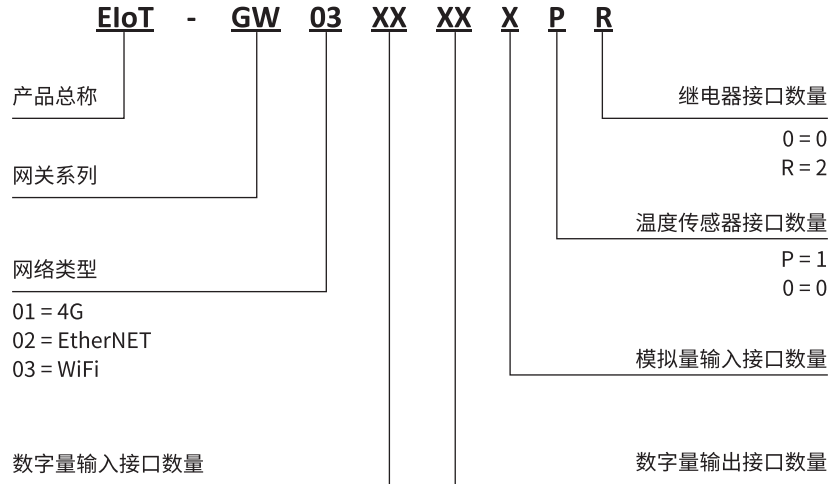 EIoT - GW 03 XX XX X P R
产品总称
网关系列
网络类型
01 = 4G
02 = EtherNET
03 = WiFi
数字量输入接口数量
继电器接口数量
0 = 0
R = 2
温度传感器接口数量
P = 1
0 = 0
模拟量输入接口数量
数字量输出接口数量